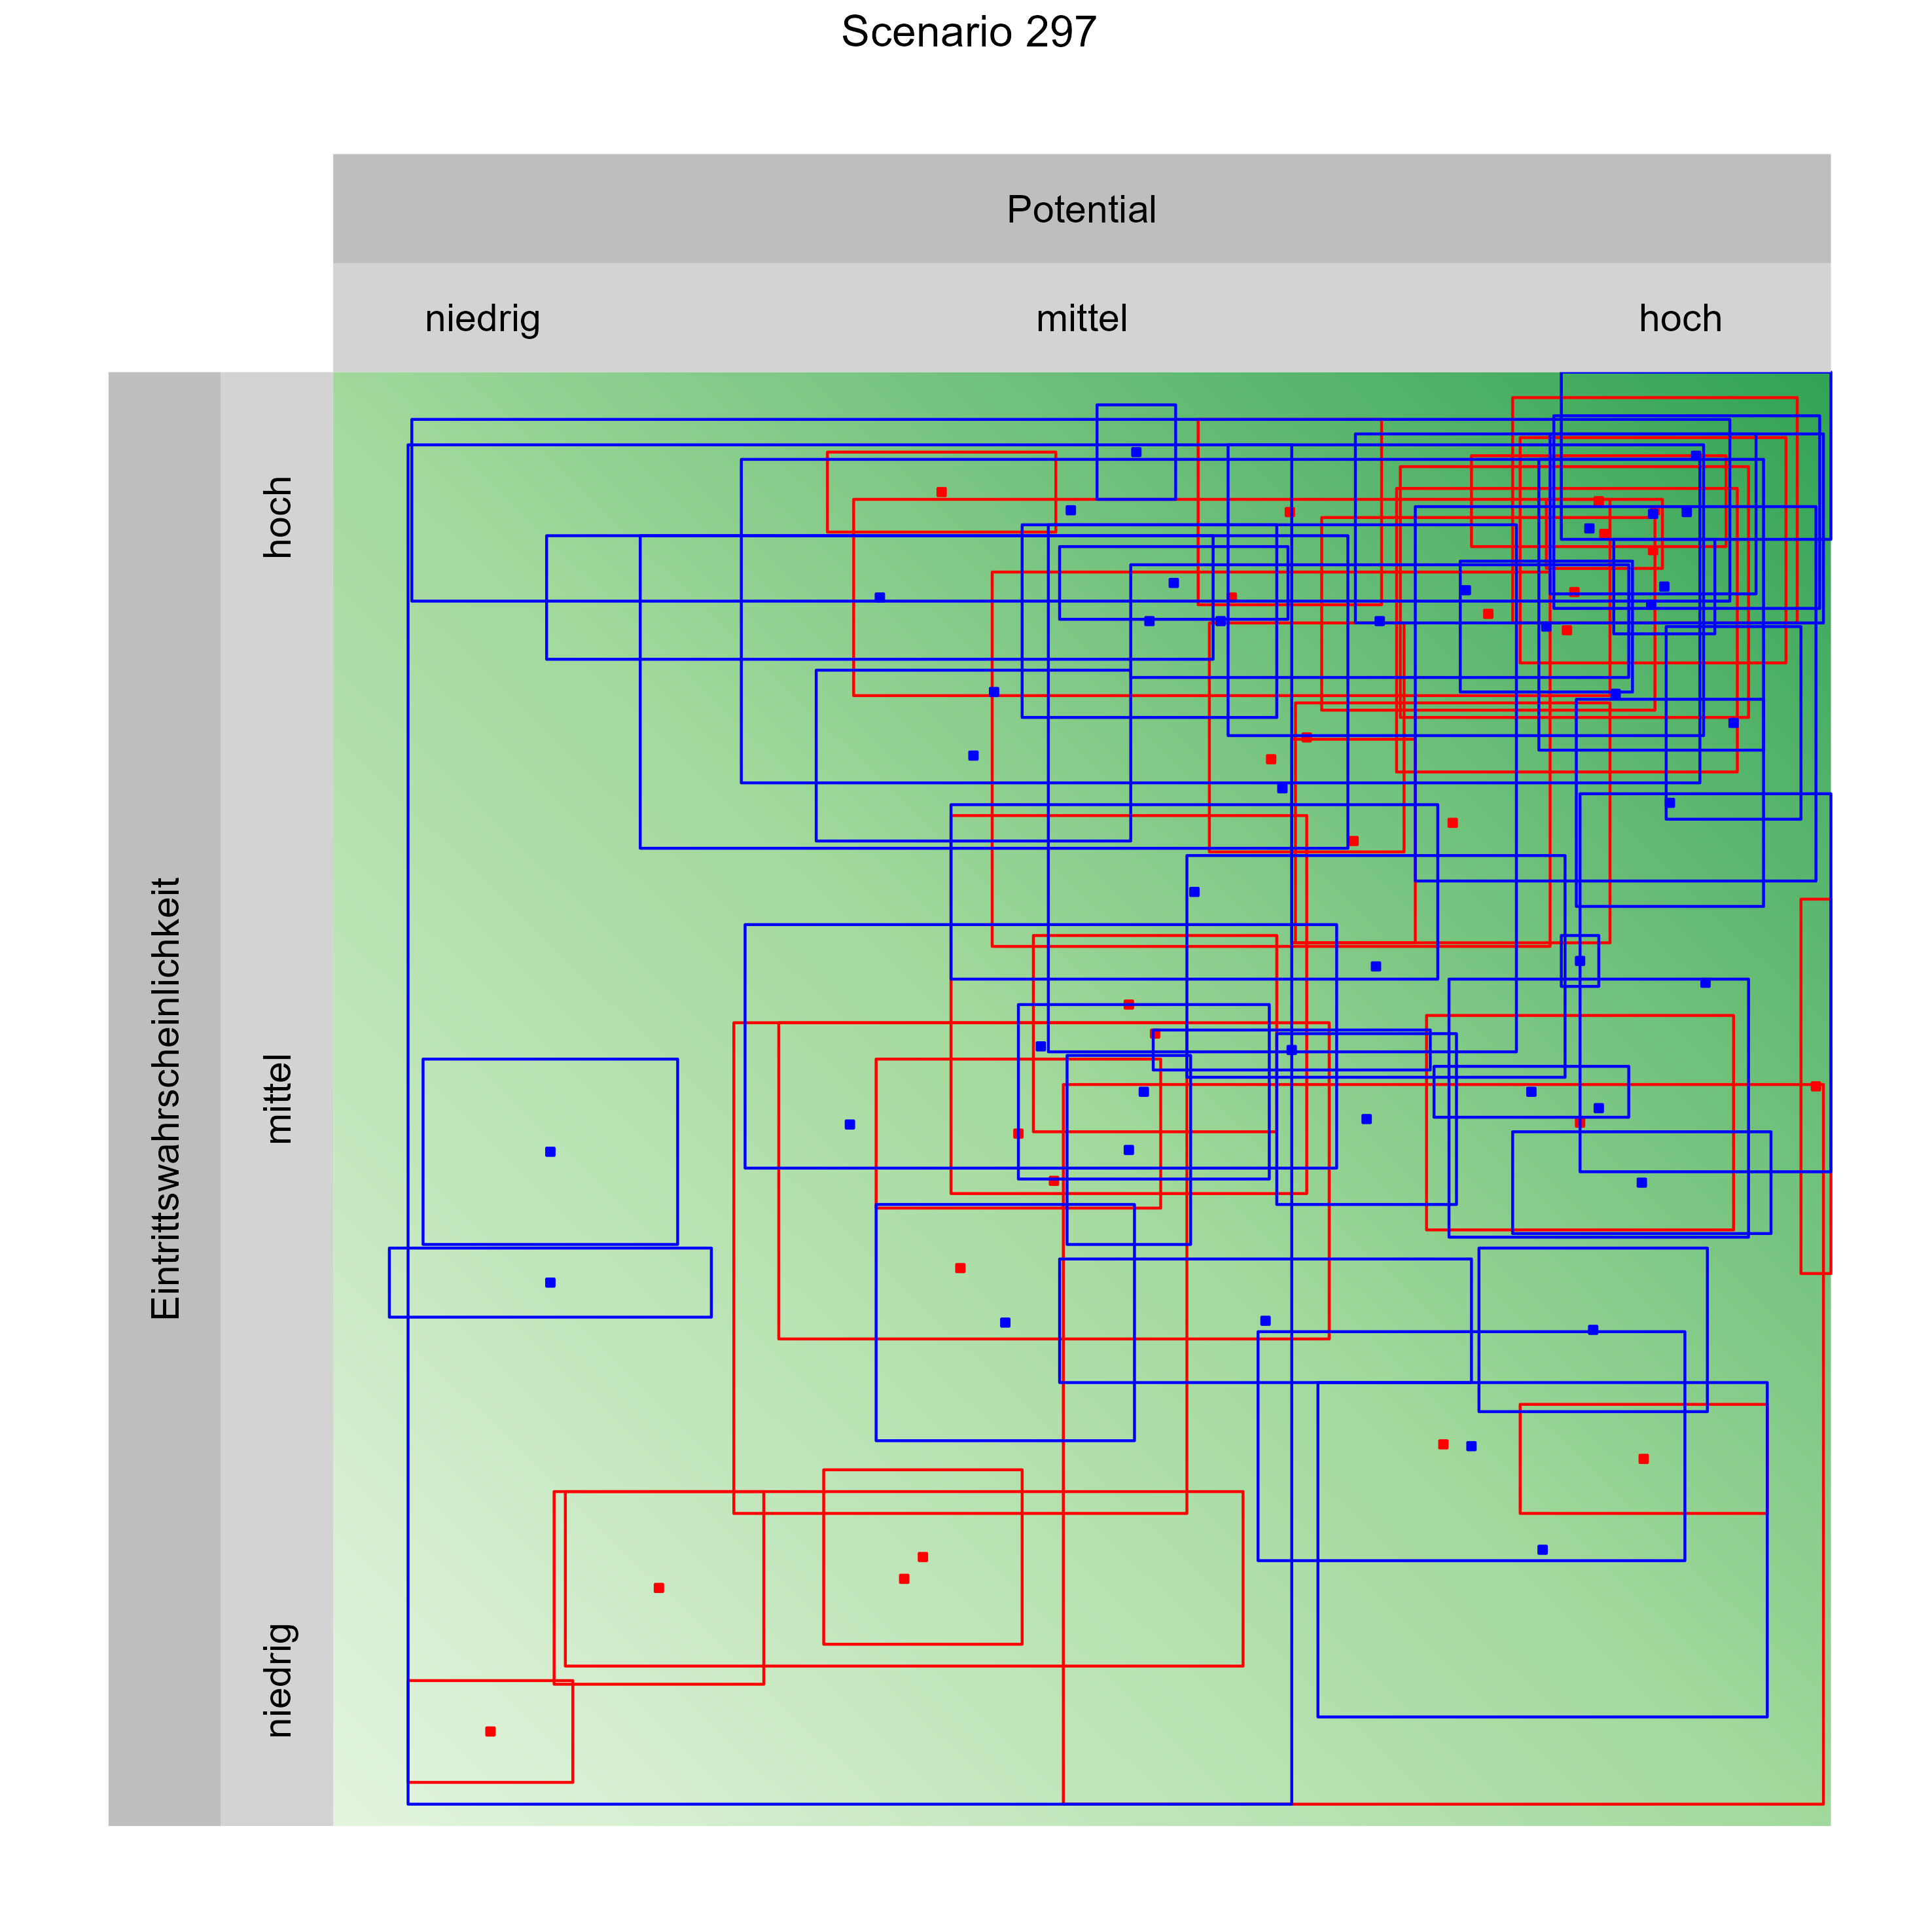 Scenario 297
Potential
niedrig
mittel
hoch
Eintrittswahrscheinlichkeit
hoch
mittel
niedrig